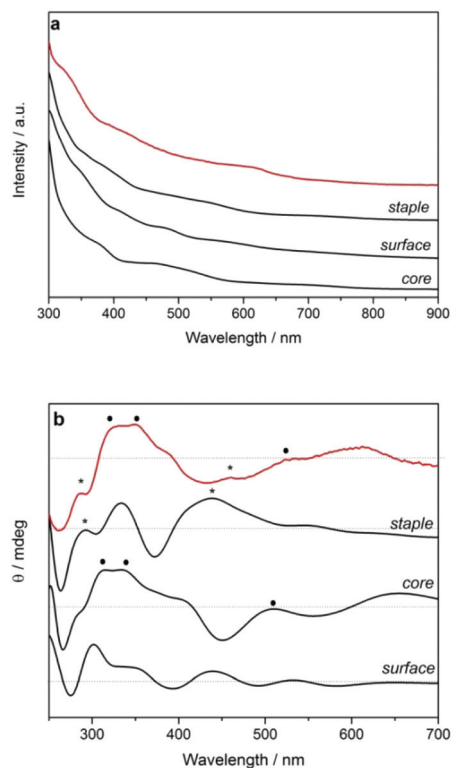 a
Intensity / a.u.
staple
surface
core
300 400 500 600 700 800 900
Wavelength / nm
b
θ / mdeg
staple
core
surface
300 400 500 600 700
Wavelength / nm